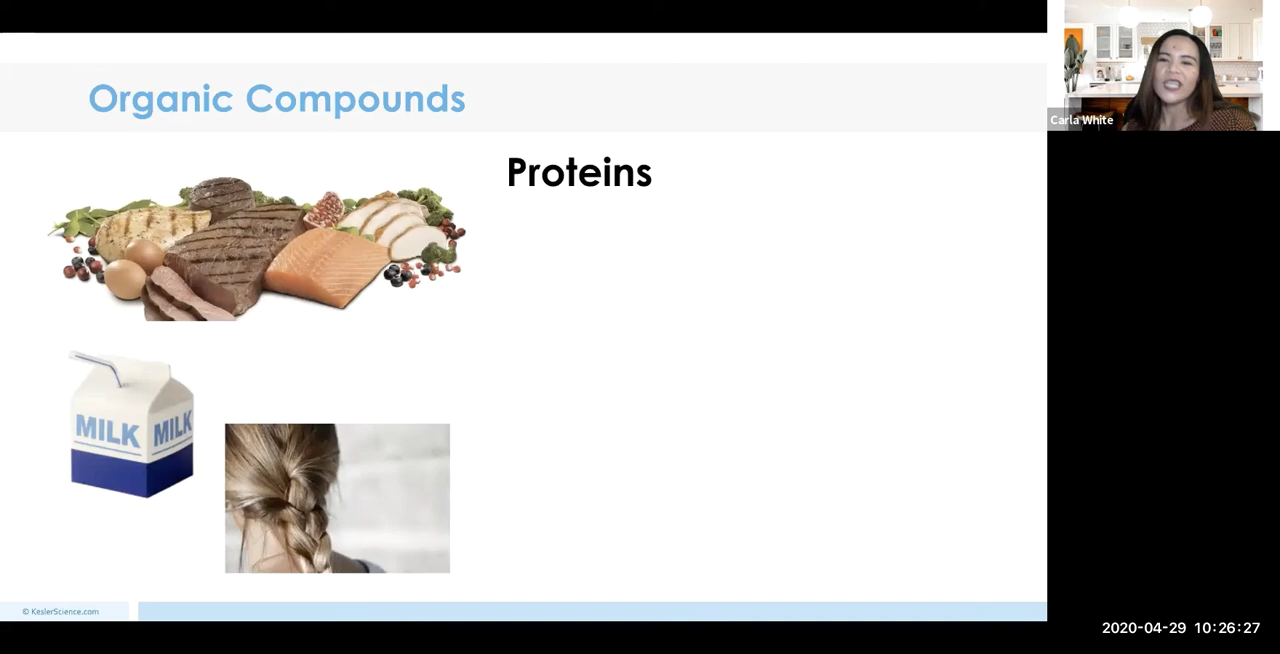 Organic Compounds
Carla White
Proteins
MILK MILK
© KeslerScience.com
2020-04-29 10:26:27